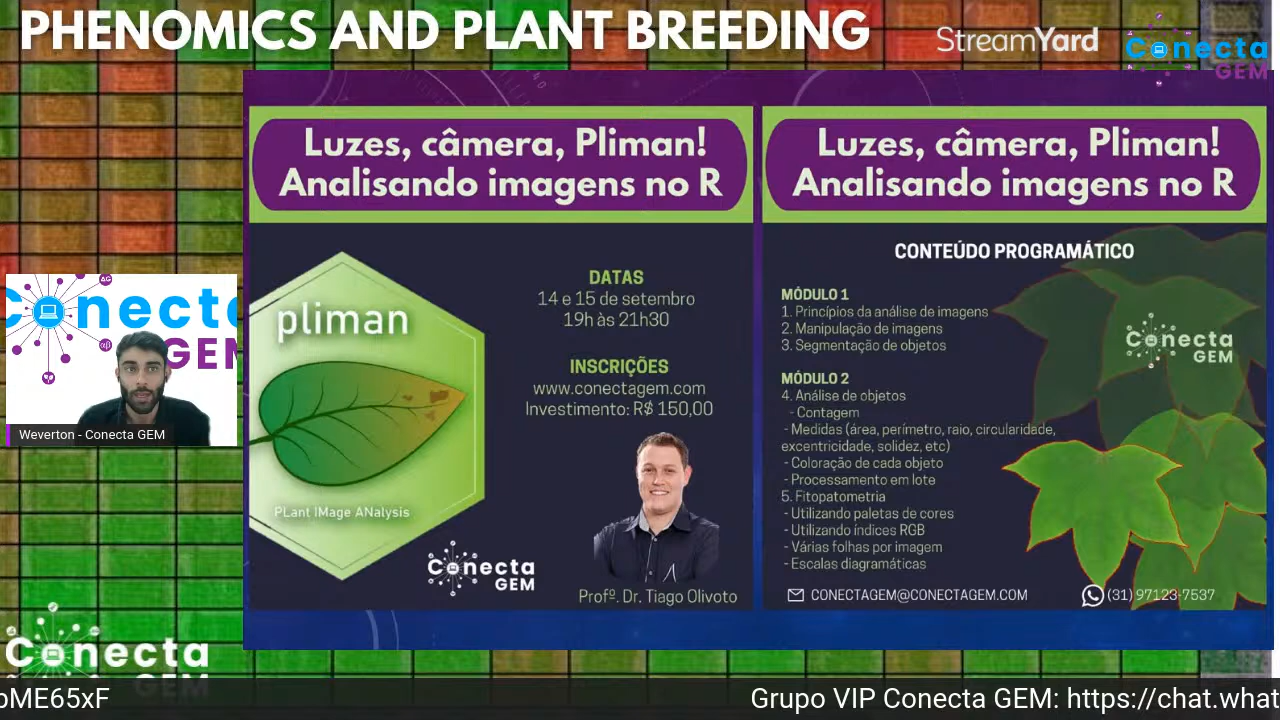 PHENOMICS AND PLANT BREEDING
StreamYard
Conecta
GEM
Luzes, câmera, Pliman!
Analisando imagens no R
pliman
PLant IMage ANalysis
DATAS
14 e 15 de setembro
19h às 21h30
INSCRIÇÕES
www.conectagem.com
Investimento: R$ 150,00
Conecta
GEM
Profº. Dr. Tiago Olivoto
Luzes, câmera, Pliman!
Analisando imagens no R
CONTEÚDO PROGRAMÁTICO
MÓDULO 1
1. Princípios da análise de imagens
2. Manipulação de imagens
3. Segmentação de objetos
MÓDULO 2
4. Análise de objetos
- Contagem
- Medidas (área, perímetro, raio, circularidade,
excentricidade, solidez, etc)
- Coloração de cada objeto
- Processamento em lote
5. Fitopatometria
- Utilizando paletas de cores
- Utilizando índices RGB
- Várias folhas por imagem
- Escalas diagramáticas
Conecta
GEM
CONECTAGEM@CONECTAGEM.COM
(31) 97123-7537
onect
GEM
Weverton - Conecta GEM
Conecta
GEM
pME65xF
Grupo VIP Conecta GEM: https://chat.what